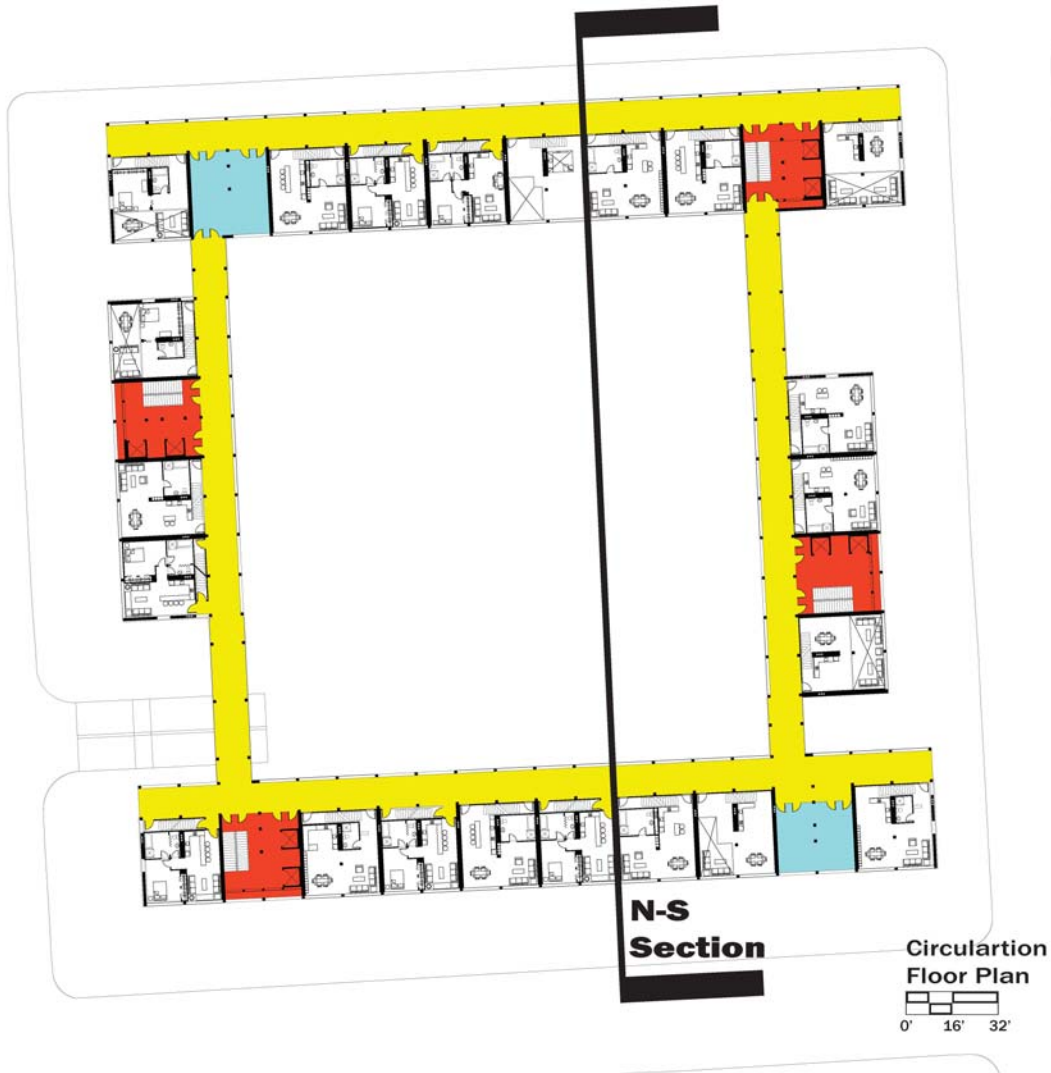 N-S
Section
Circulartion
Floor Plan
0' 16' 32'